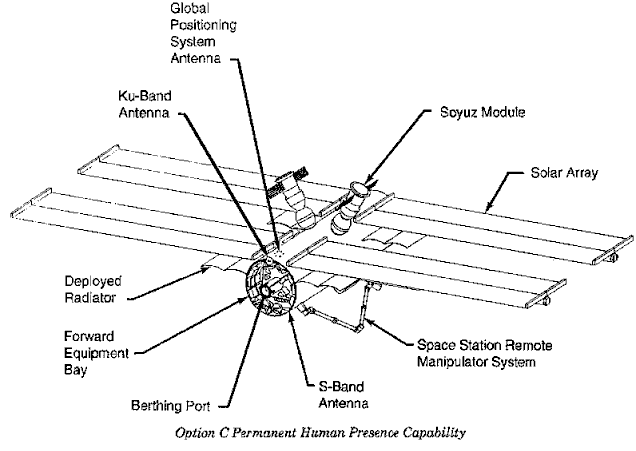 Global
Positioning
System
Antenna
Ku-Band
Antenna
Soyuz Module
Solar Array
Deployed
Radiator
Forward
Equipment
Bay
Space Station Remote
Manipulator System
S-Band
Antenna
Berthing Port
Option C Permanent Human Presence Capability